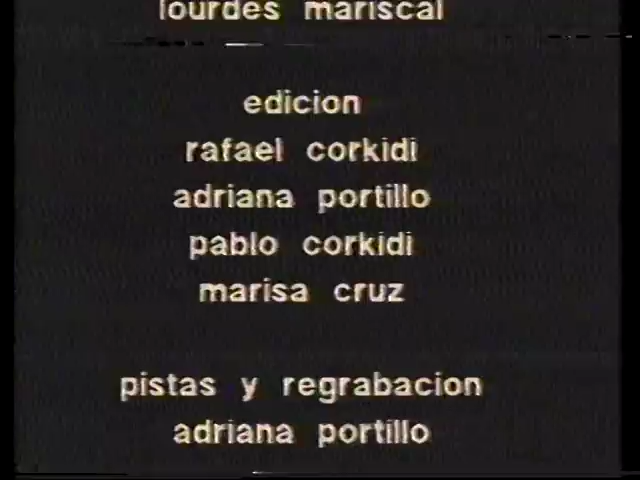 lourdes mariscal
edicion
rafael corkidi
adriana portillo
pablo corkidi
marisa cruz
pistas y regrabacion
adriana portillo